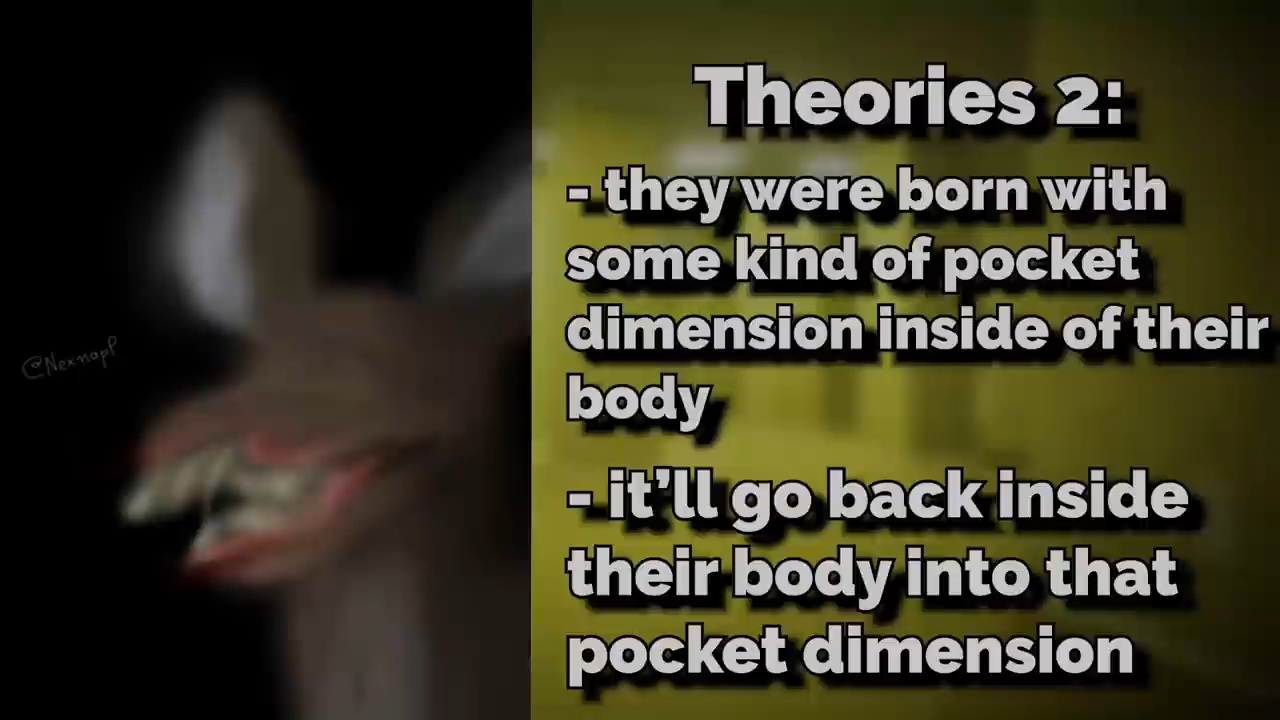 Theories 2:
- they were born with
some kind of pocket
dimension inside of their
body
- it’ll go back inside
their body into that
pocket dimension
@Nexnapp